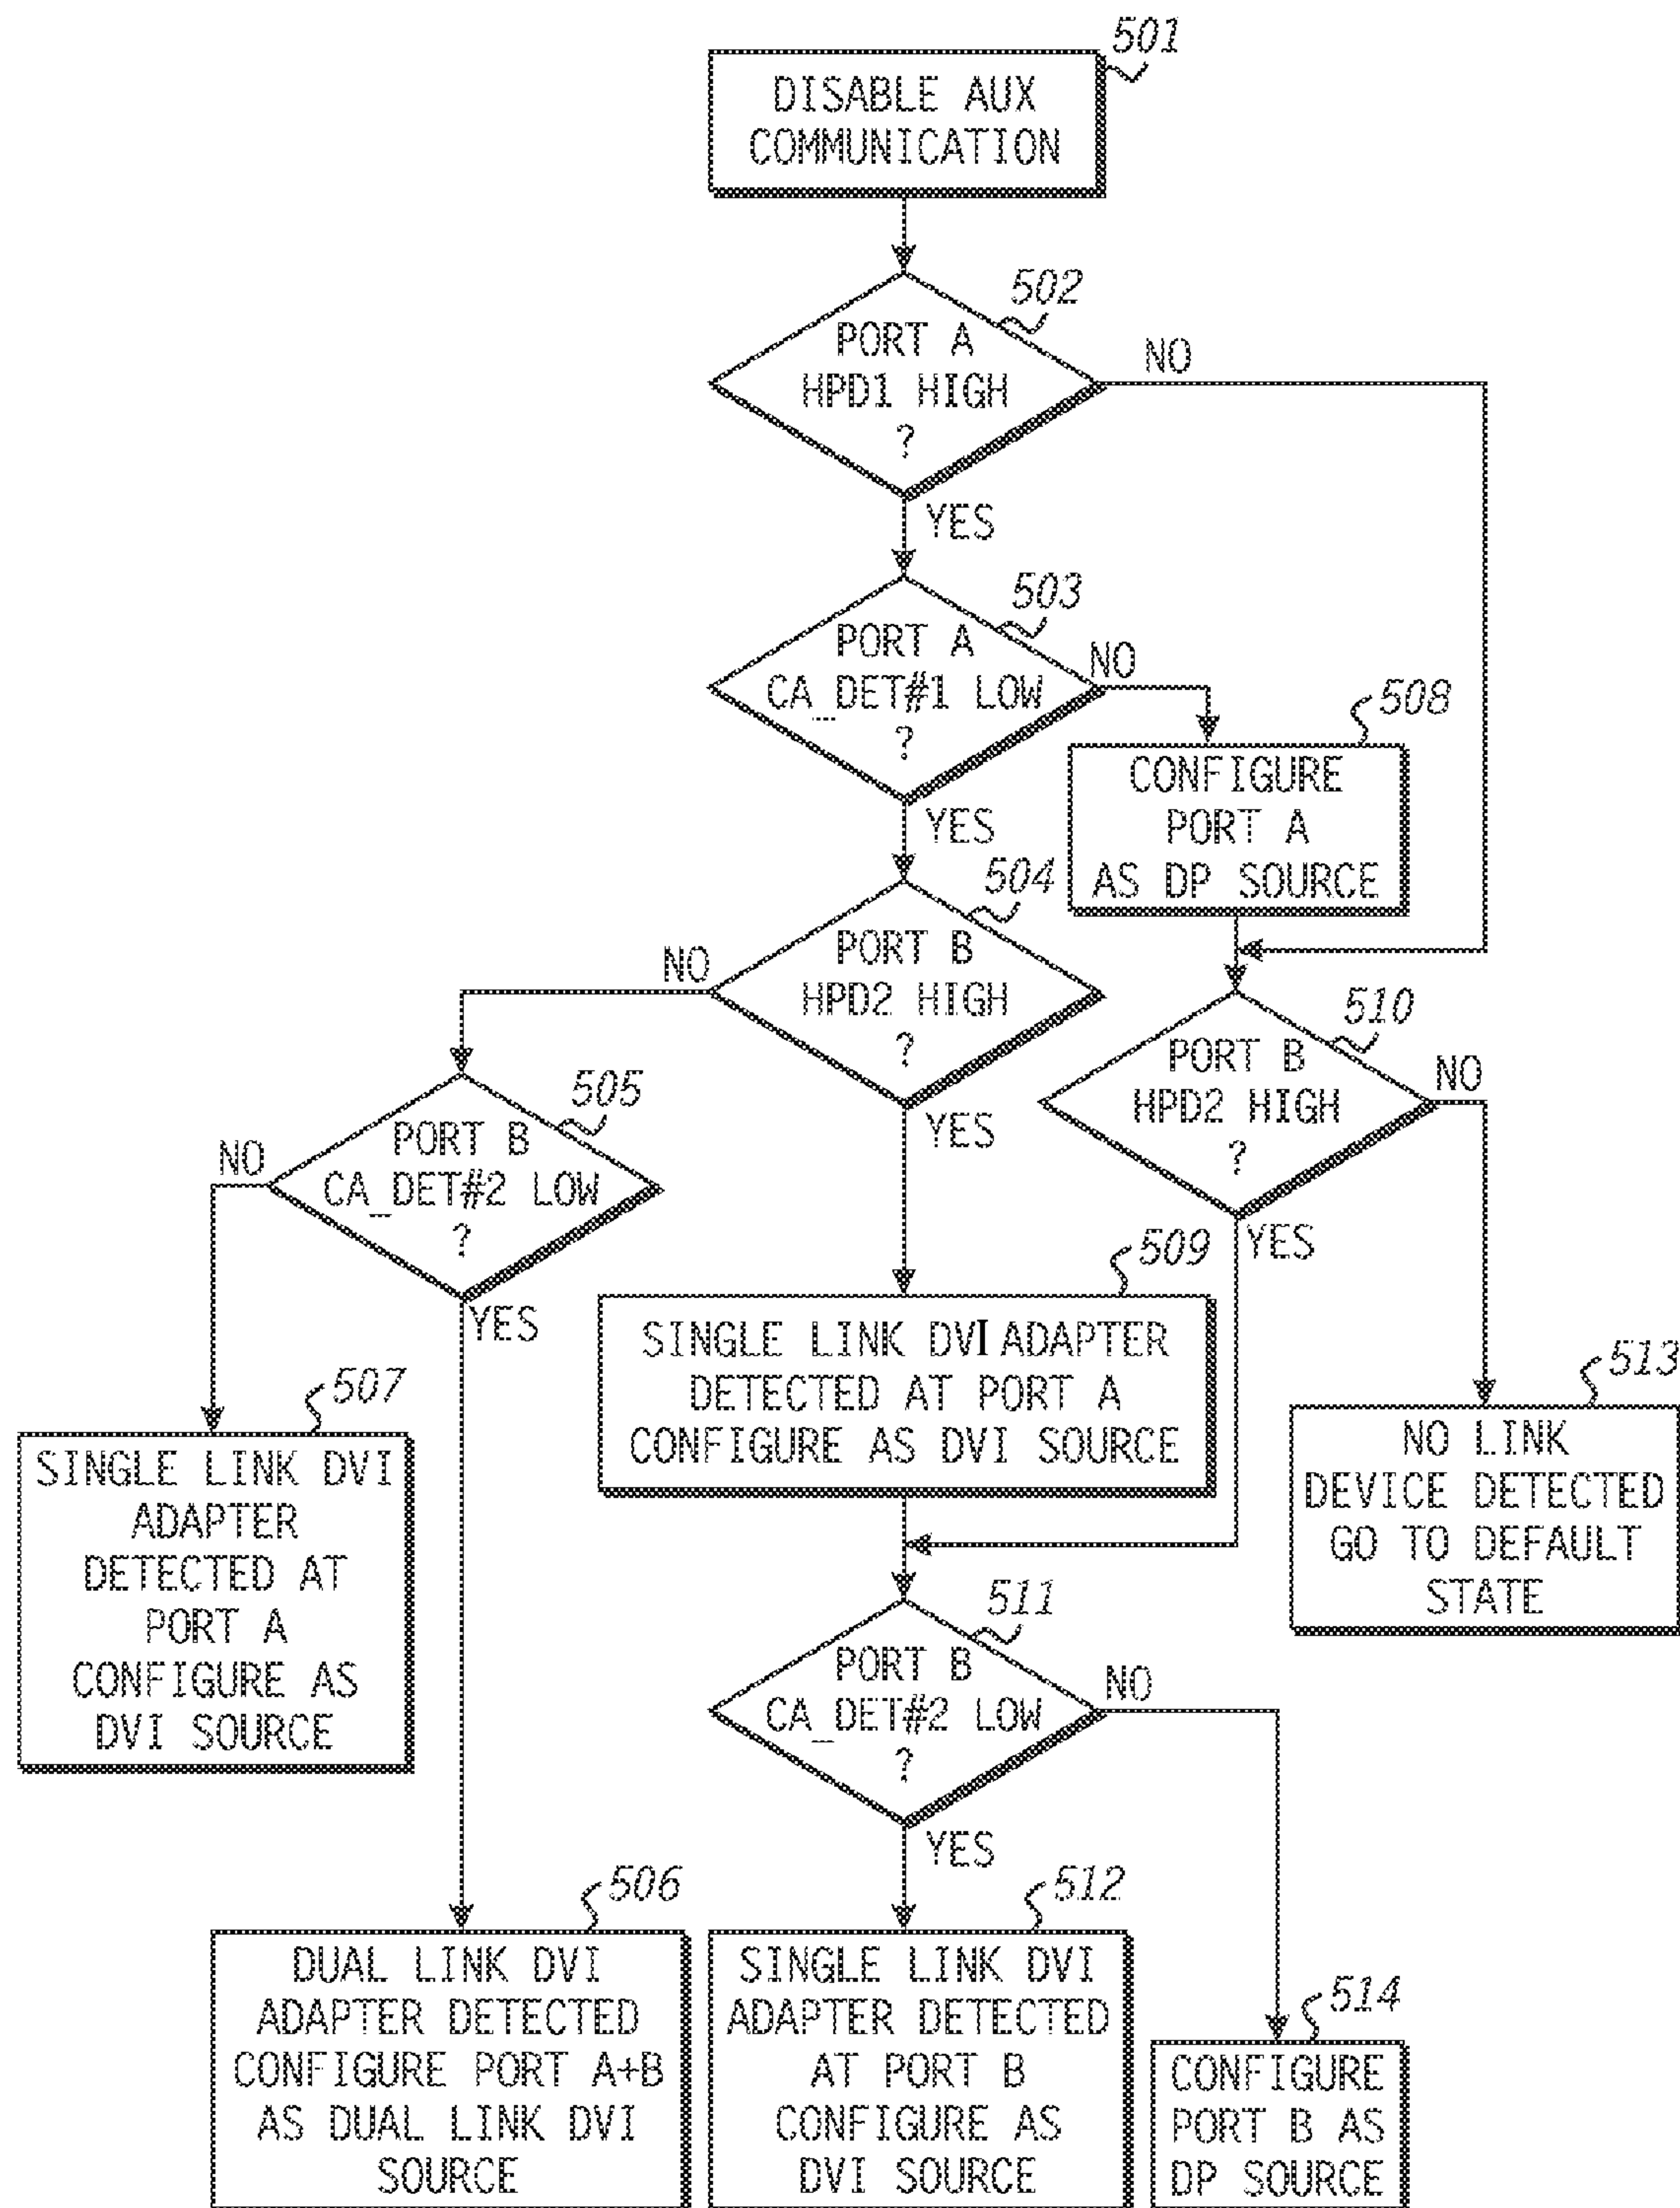 501
DISABLE AUX
COMMUNICATION
502
PORT A
HPD1 HIGH
?
NO
YES
503
PORT A
CA_DET#1 LOW
?
NO
YES
508
CONFIGURE
PORT A
AS DP SOURCE
504
PORT B
HPD2 HIGH
?
NO
YES
510
PORT B
HPD2 HIGH
?
NO
YES
505
PORT B
CA_DET#2 LOW
?
NO
YES
509
SINGLE LINK DVI ADAPTER
DETECTED AT PORT A
CONFIGURE AS DVI SOURCE
513
NO LINK
DEVICE DETECTED
GO TO DEFAULT
STATE
507
SINGLE LINK DVI
ADAPTER
DETECTED AT
PORT A
CONFIGURE AS
DVI SOURCE
511
PORT B
CA_DET#2 LOW
?
NO
YES
506
DUAL LINK DVI
ADAPTER DETECTED
CONFIGURE PORT A+B
AS DUAL LINK DVI
SOURCE
512
SINGLE LINK DVI
ADAPTER DETECTED
AT PORT B
CONFIGURE AS
DVI SOURCE
514
CONFIGURE
PORT B AS
DP SOURCE